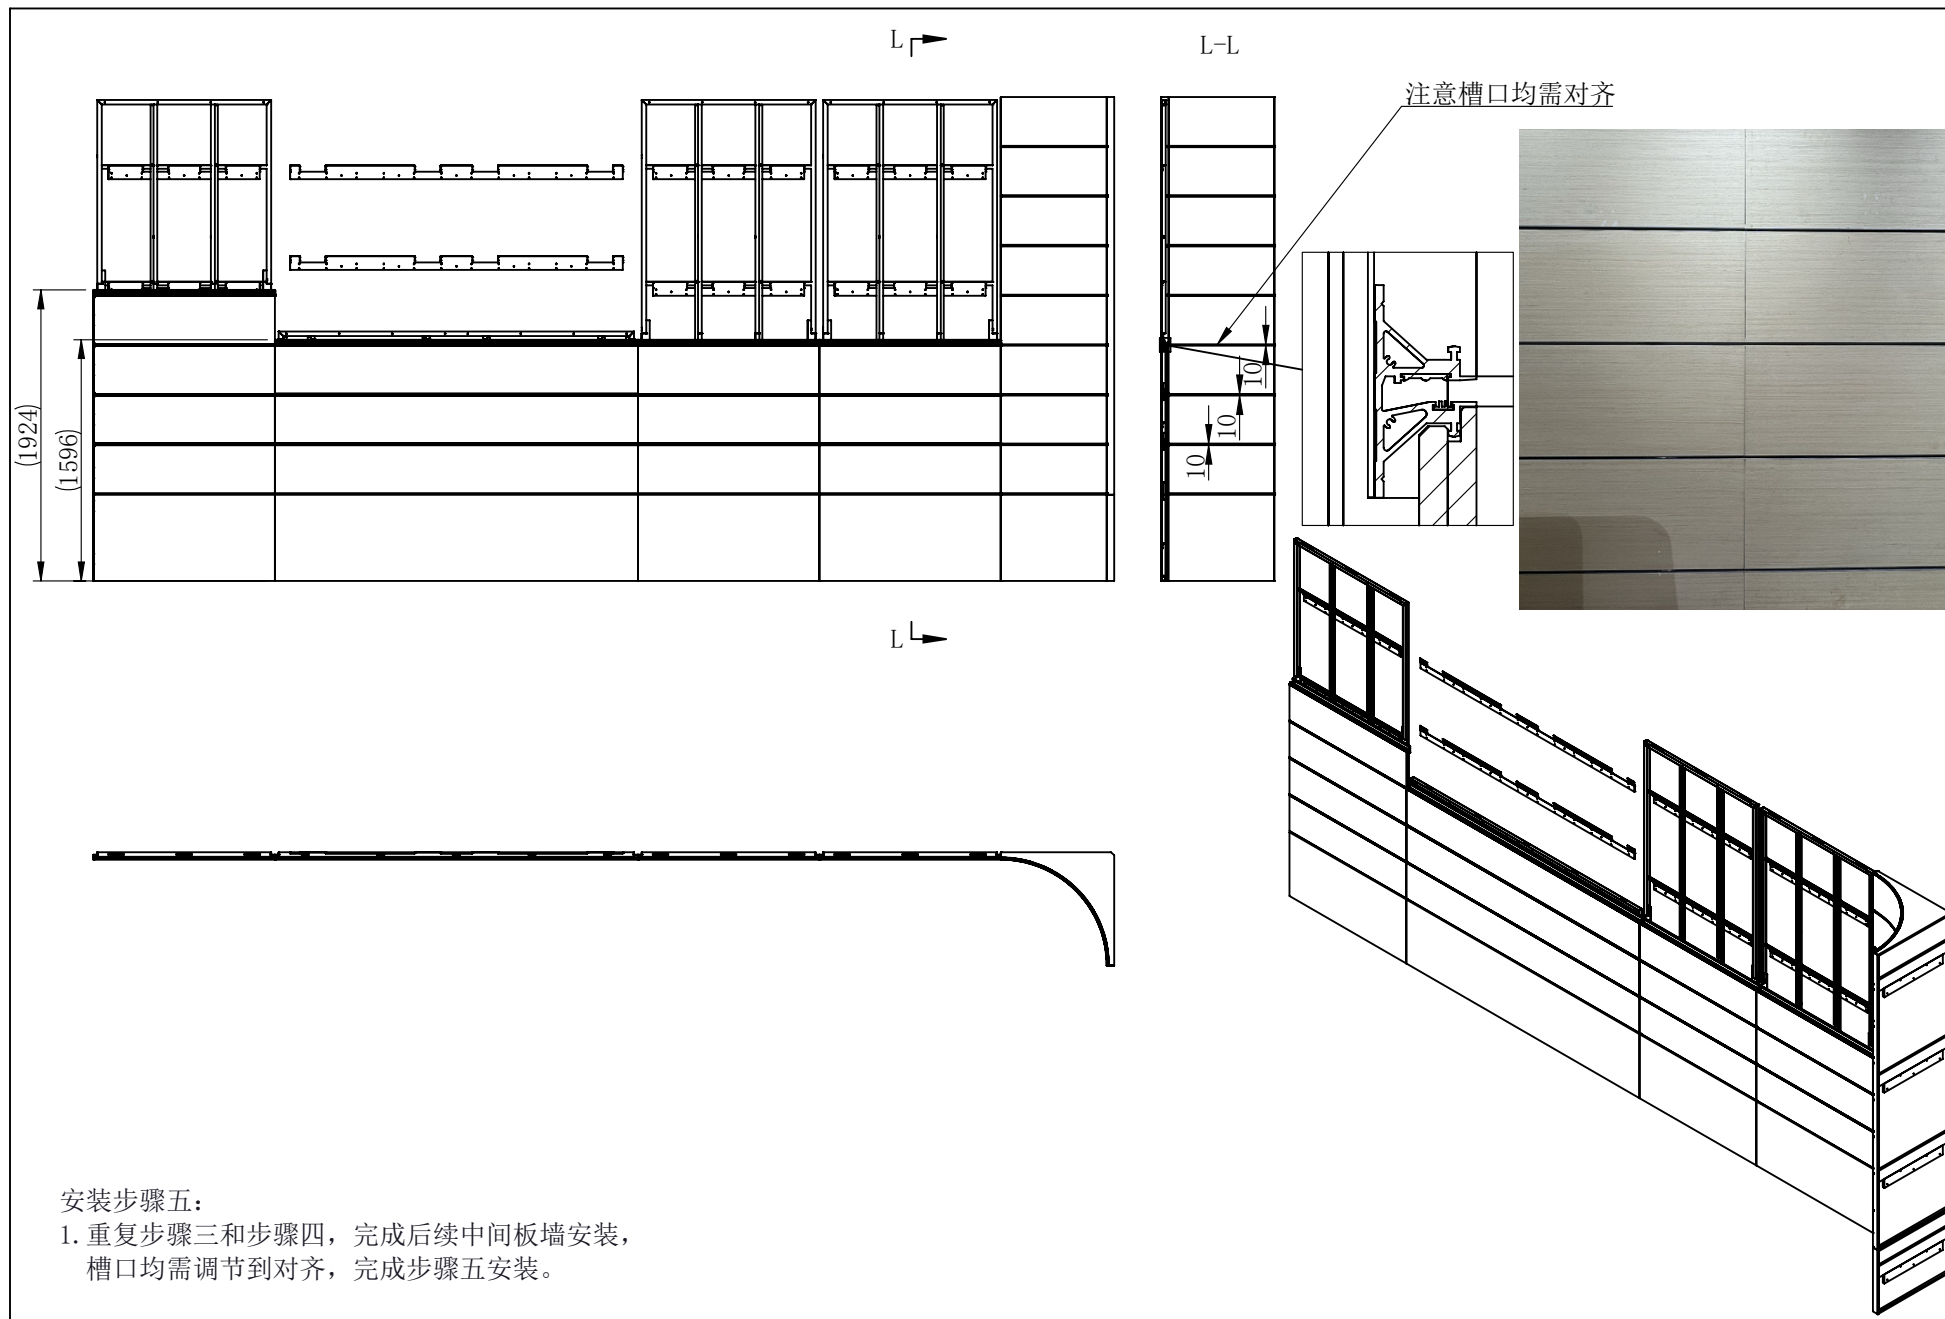 L
L-L
注意槽口均需对齐
(1924)
(1596)
10
10
10
L
安装步骤五：
1. 重复步骤三和步骤四，完成后续中间板墙安装，
槽口均需调节到对齐，完成步骤五安装。